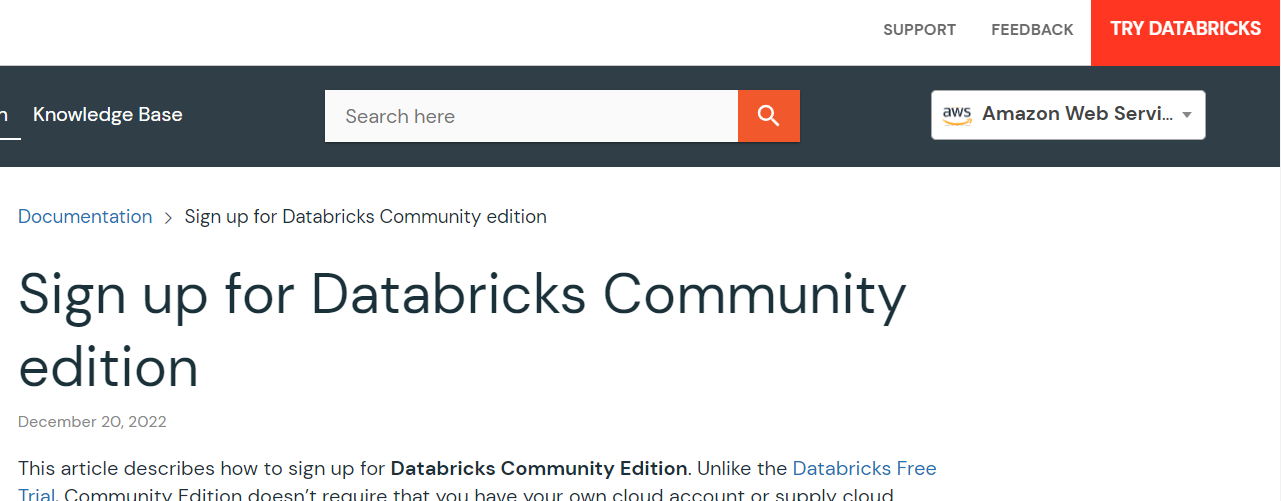 SUPPORT FEEDBACK TRY DATABRICKS
n Knowledge Base Search here aws Amazon Web Servi...
Documentation > Sign up for Databricks Community edition
Sign up for Databricks Community
edition
December 20, 2022
This article describes how to sign up for Databricks Community Edition. Unlike the Databricks Free
Trial, Community Edition doesn’t require that you have your own cloud account or supply cloud